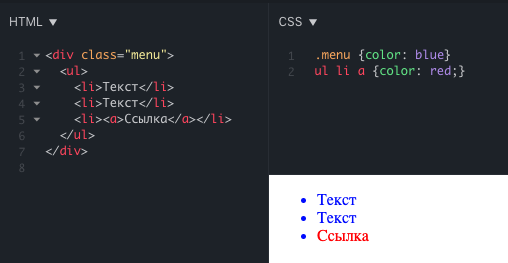 HTML ▼
1 <div class="menu">
2 <ul>
3 <li>Текст</li>
4 <li>Текст</li>
5 <li><a>Ссылка</a></li>
6 </ul>
7 </div>
8
CSS ▼
1 .menu {color: blue}
2 ul li a {color: red;}
• Текст
• Текст
• Ссылка